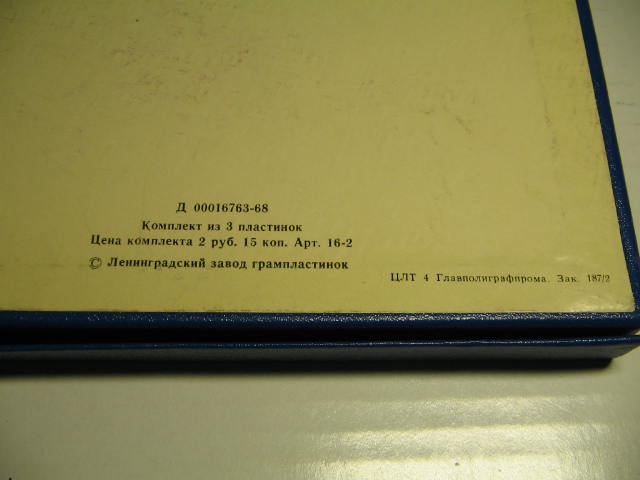 Д 00016763-68
Комплект из 3 пластинок
Цена комплекта 2 руб. 15 коп. Арт. 16-2
© Ленинградский завод грампластинок
ЦЛТ 4 Главполиграфпрома. Зак. 187/2